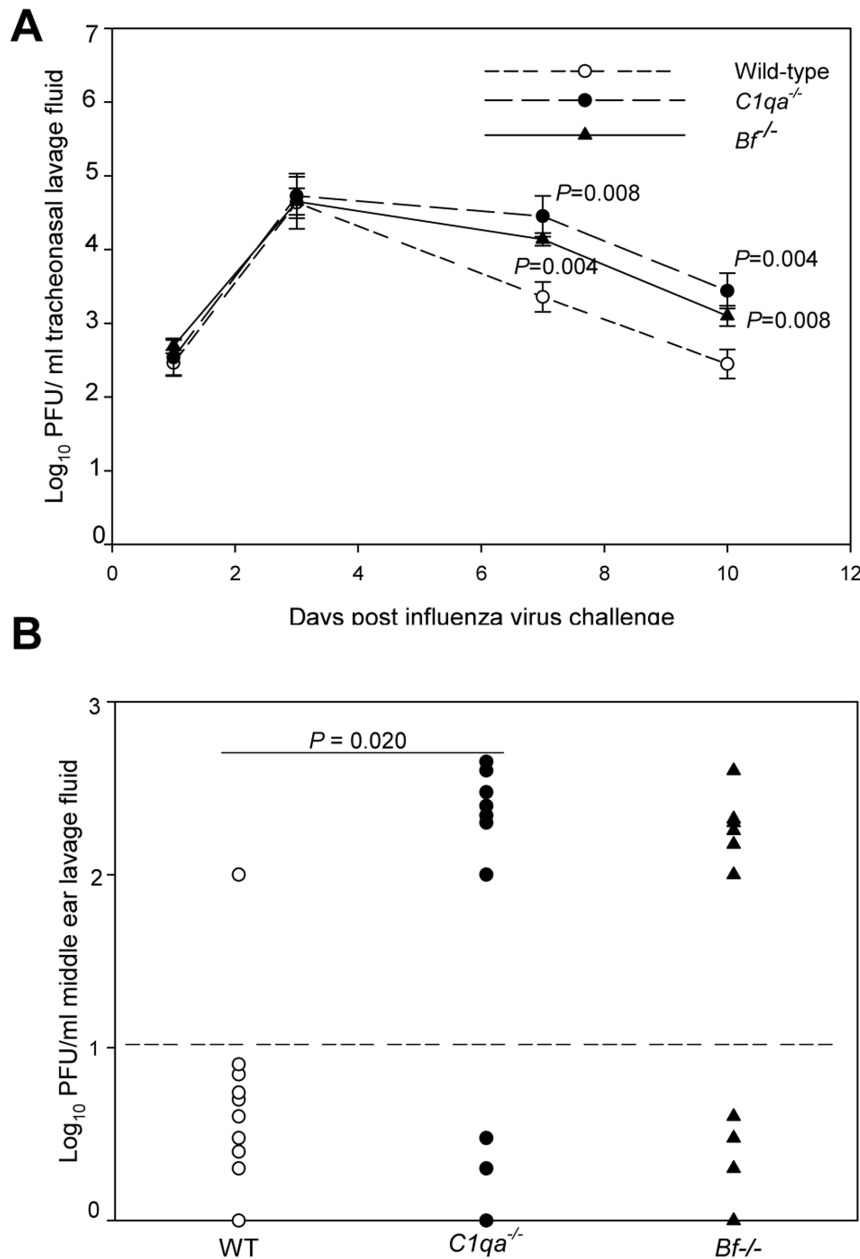 A
7
6
5
4
3
2
1
0
Log10 PFU/ ml tracheonasal lavage fluid
Wild-type
C1qa-/-
Bf-/-
P=0.008
P=0.004
P=0.004
P=0.008
0 2 4 6 8 10 12
Days post influenza virus challenge
B
3
2
1
0
Log10 PFU/ml middle ear lavage fluid
P = 0.020
WT C1qa-/- Bf-/-